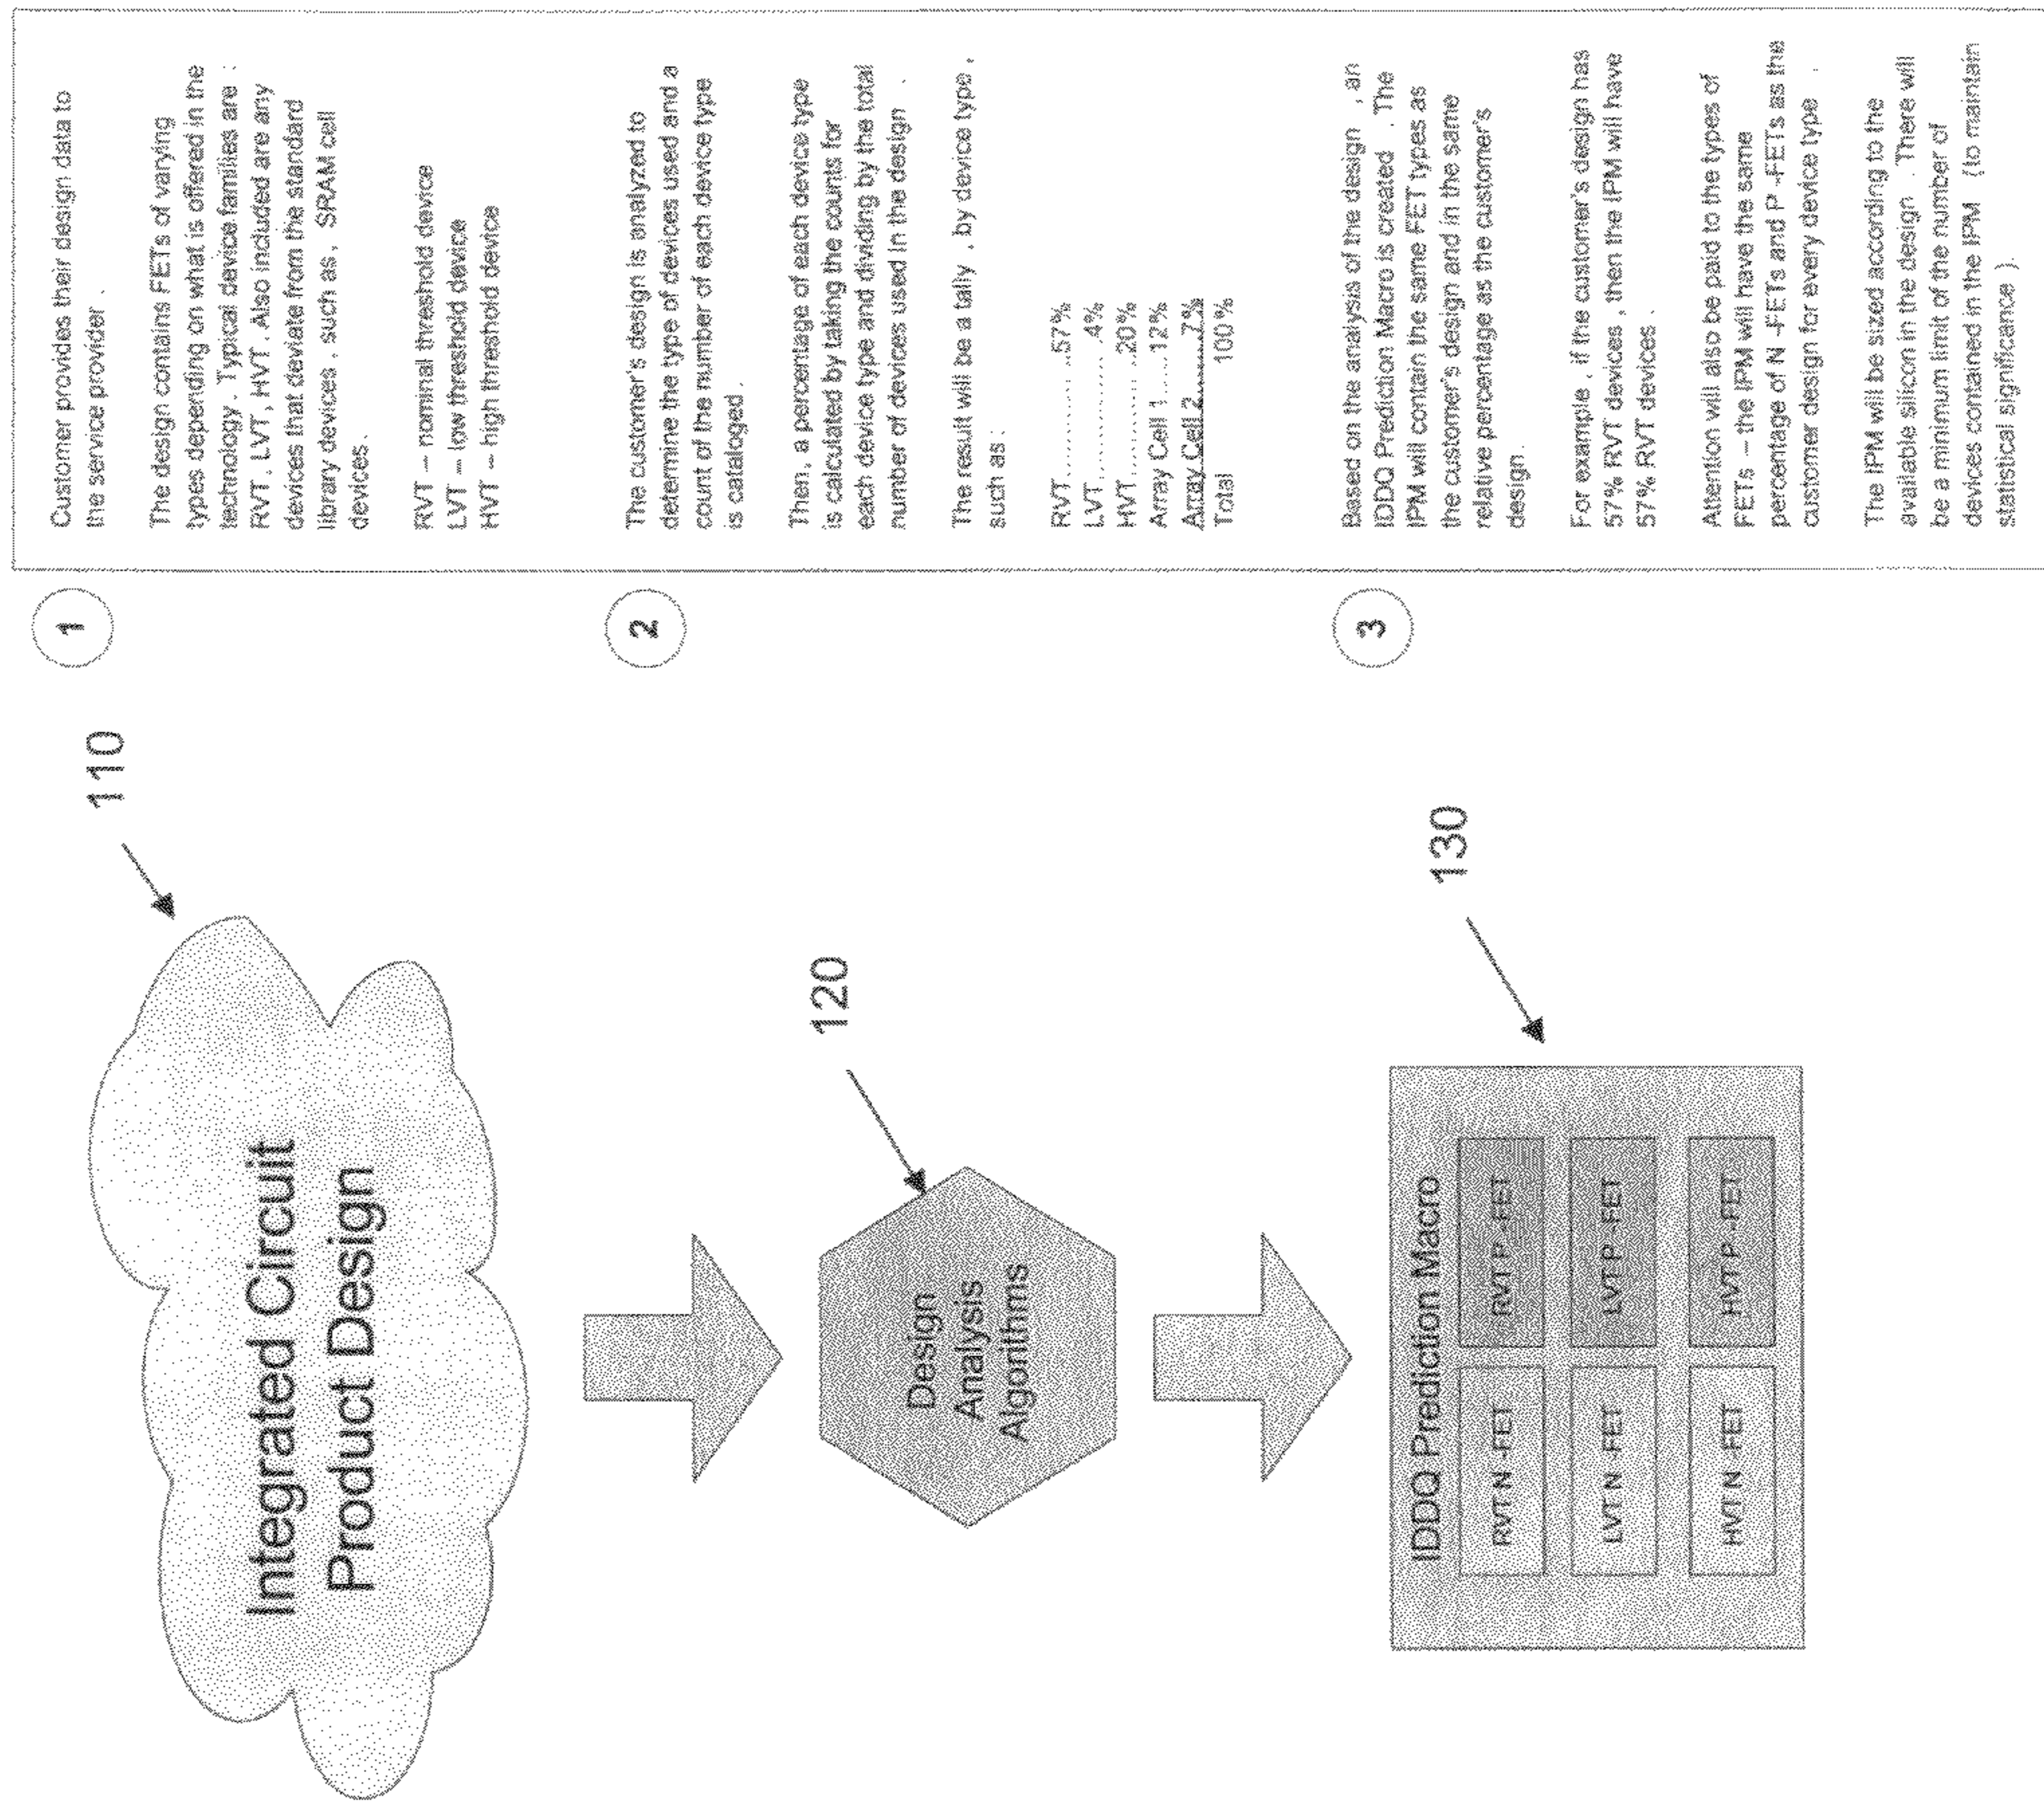 Integrated Circuit
Product Design
110
Design
Analysis
Algorithms
120
IDDQ Prediction Macro
RVT N -FET
RVT P -FET
LVT N -FET
LVT P -FET
HVT N -FET
HVT P -FET
130
1
Customer provides their design data to
the service provider .
The design contains FETs of varying
types depending on what is offered in the
technology . Typical device families are :
RVT , LVT , HVT . Also included are any
devices that deviate from the standard
library devices , such as , SRAM cell
devices .
RVT – nominal threshold device
LVT – low threshold device
HVT – high threshold device
2
The customer's design is analyzed to
determine the type of devices used and a
count of the number of each device type
is cataloged .
Then, a percentage of each device type
is calculated by taking the counts for
each device type and dividing by the total
number of devices used in the design .
The result will be a tally , by device type ,
such as :
RVT..............57%
LVT..............4%
HVT..............20%
Array Cell 1.....12%
Array Cell 2.......7%
Total 100%
3
Based on the analysis of the design , an
IDDQ Prediction Macro is created . The
IPM will contain the same FET types as
the customer's design and in the same
relative percentage as the customer's
design.
For example , if the customer's design has
57% RVT devices , then the IPM will have
57% RVT devices .
Attention will also be paid to the types of
FETs – the IPM will have the same
percentage of N -FETs and P -FETs as the
customer design for every device type .
The IPM will be sized according to the
available silicon in the design . There will
be a minimum limit of the number of
devices contained in the IPM (to maintain
statistical significance ).